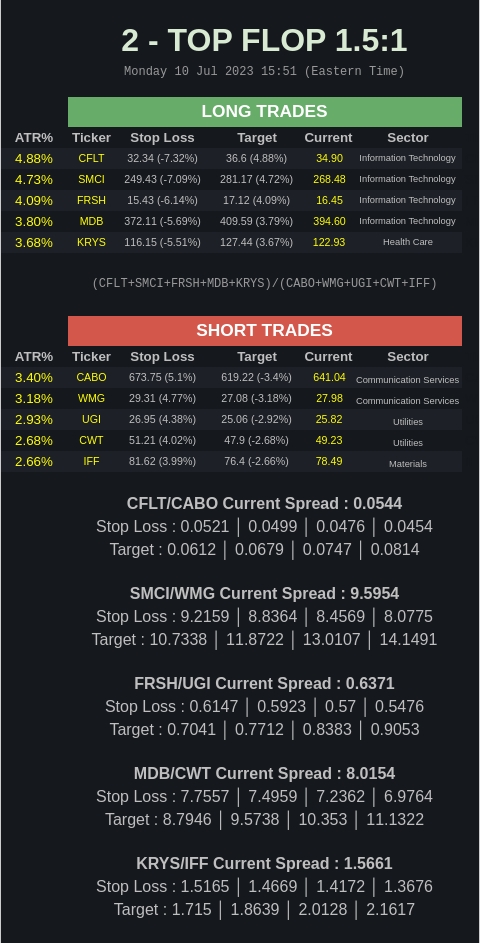 2 - TOP FLOP 1.5:1
Monday 10 Jul 2023 15:51 (Eastern Time)
LONG TRADES
ATR% Ticker Stop Loss Target Current Sector
4.88% CFLT 32.34 (-7.32%) 36.6 (4.88%) 34.90 Information Technology
4.73% SMCI 249.43 (-7.09%) 281.17 (4.72%) 268.48 Information Technology
4.09% FRSH 15.43 (-6.14%) 17.12 (4.09%) 16.45 Information Technology
3.80% MDB 372.11 (-5.69%) 409.59 (3.79%) 394.60 Information Technology
3.68% KRYS 116.15 (-5.51%) 127.44 (3.67%) 122.93 Health Care
(CFLT+SMCI+FRSH+MDB+KRYS)/(CABO+WMG+UGI+CWT+IFF)
SHORT TRADES
ATR% Ticker Stop Loss Target Current Sector
3.40% CABO 673.75 (5.1%) 619.22 (-3.4%) 641.04 Communication Services
3.18% WMG 29.31 (4.77%) 27.08 (-3.18%) 27.98 Communication Services
2.93% UGI 26.95 (4.38%) 25.06 (-2.92%) 25.82 Utilities
2.68% CWT 51.21 (4.02%) 47.9 (-2.68%) 49.23 Utilities
2.66% IFF 81.62 (3.99%) 76.4 (-2.66%) 78.49 Materials
CFLT/CABO Current Spread : 0.0544
Stop Loss : 0.0521 │ 0.0499 │ 0.0476 │ 0.0454
Target : 0.0612 │ 0.0679 │ 0.0747 │ 0.0814
SMCI/WMG Current Spread : 9.5954
Stop Loss : 9.2159 │ 8.8364 │ 8.4569 │ 8.0775
Target : 10.7338 │ 11.8722 │ 13.0107 │ 14.1491
FRSH/UGI Current Spread : 0.6371
Stop Loss : 0.6147 │ 0.5923 │ 0.57 │ 0.5476
Target : 0.7041 │ 0.7712 │ 0.8383 │ 0.9053
MDB/CWT Current Spread : 8.0154
Stop Loss : 7.7557 │ 7.4959 │ 7.2362 │ 6.9764
Target : 8.7946 │ 9.5738 │ 10.353 │ 11.1322
KRYS/IFF Current Spread : 1.5661
Stop Loss : 1.5165 │ 1.4669 │ 1.4172 │ 1.3676
Target : 1.715 │ 1.8639 │ 2.0128 │ 2.1617